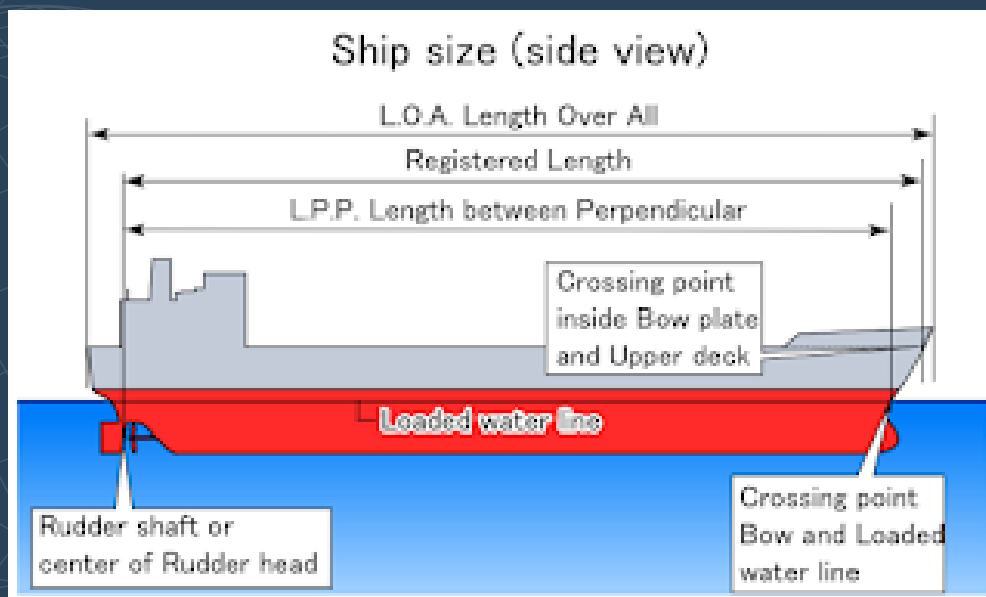 Ship size (side view)
L.O.A. Length Over All
Registered Length
L.P.P. Length between Perpendicular
Crossing point
inside Bow plate
and Upper deck
Loaded water line
Rudder shaft or
center of Rudder head
Crossing point
Bow and Loaded
water line